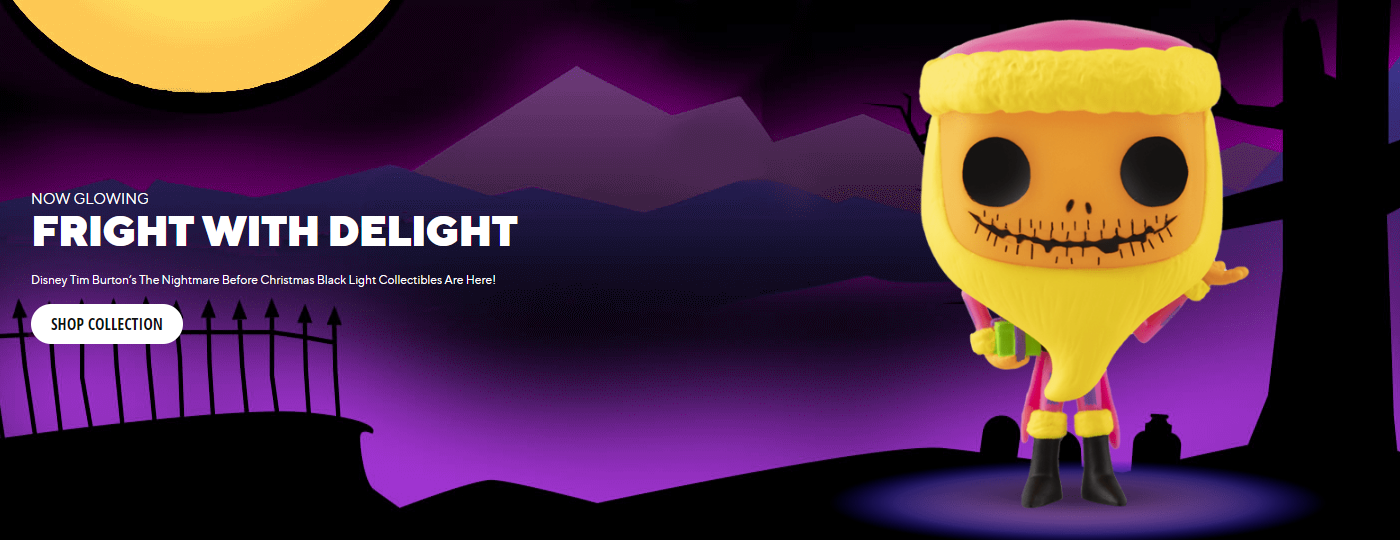 NOW GLOWING
FRIGHT WITH DELIGHT
Disney Tim Burton's The Nightmare Before Christmas Black Light Collectibles Are Here!
SHOP COLLECTION